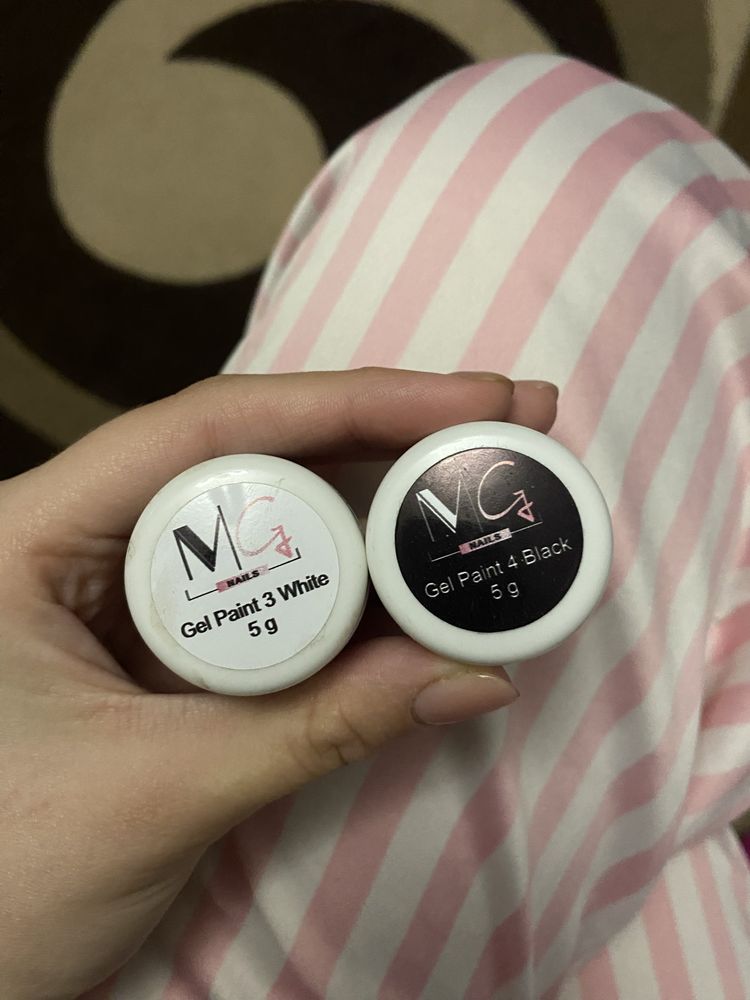 MG
NAILS
Gel Paint 3 White
5 g
MG
NAILS
Gel Paint 4 Black
5 g